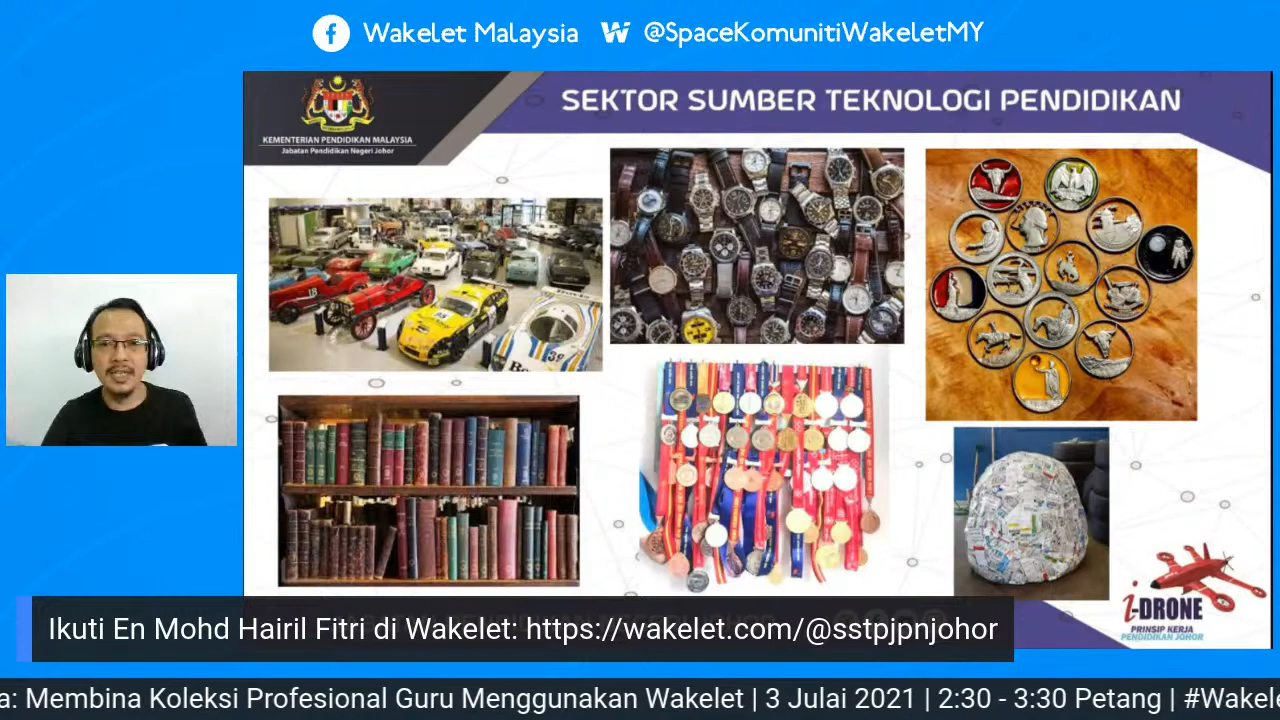 Wakelet Malaysia
@SpaceKomunitiWakeletMY
KEMENTERIAN PENDIDIKAN MALAYSIA
Jabatan Pendidikan Negeri Johor
SEKTOR SUMBER TEKNOLOGI PENDIDIKAN
18
39
i-DRONE
PRINSIP KERJA
PENDIDIKAN JOHOR
Ikuti En Mohd Hairil Fitri di Wakelet: https://wakelet.com/@sstpjpnjohor
a: Membina Koleksi Profesional Guru Menggunakan Wakelet | 3 Julai 2021 | 2:30 - 3:30 Petang | #Wakele